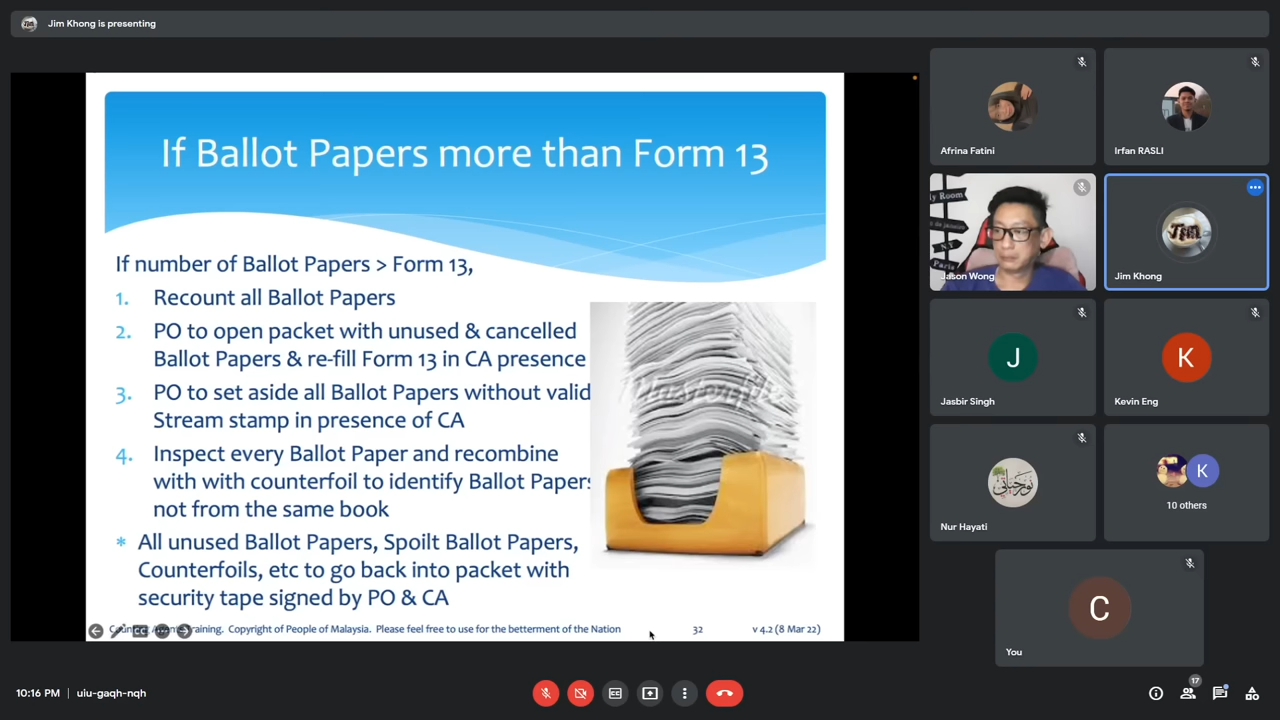 Jim Khong is presenting
If Ballot Papers more than Form 13
If number of Ballot Papers > Form 13,
1. Recount all Ballot Papers
2. PO to open packet with unused & cancelled
Ballot Papers & re-fill Form 13 in CA presence
3. PO to set aside all Ballot Papers without valid
Stream stamp in presence of CA
4. Inspect every Ballot Paper and recombine
with with counterfoil to identify Ballot Papers
not from the same book
* All unused Ballot Papers, Spoilt Ballot Papers,
Counterfoils, etc to go back into packet with
security tape signed by PO & CA
Training. Copyright of People of Malaysia. Please feel free to use for the betterment of the Nation
32
v 4.2 (8 Mar 22)
Masterfile
Afrina Fatini
Irfan RASLI
Jason Wong
Jim
Jim Khong
J
Jasbir Singh
K
Kevin Eng
Nur Hayati
K
10 others
C
You
10:16 PM | uiu-gaqh-nqh
17